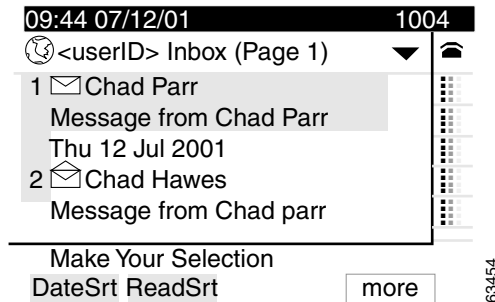 09:44 07/12/01 1004
<userID> Inbox (Page 1)
1 Chad Parr
Message from Chad Parr
Thu 12 Jul 2001
2 Chad Hawes
Message from Chad parr
Make Your Selection
DateSrt ReadSrt more
63454